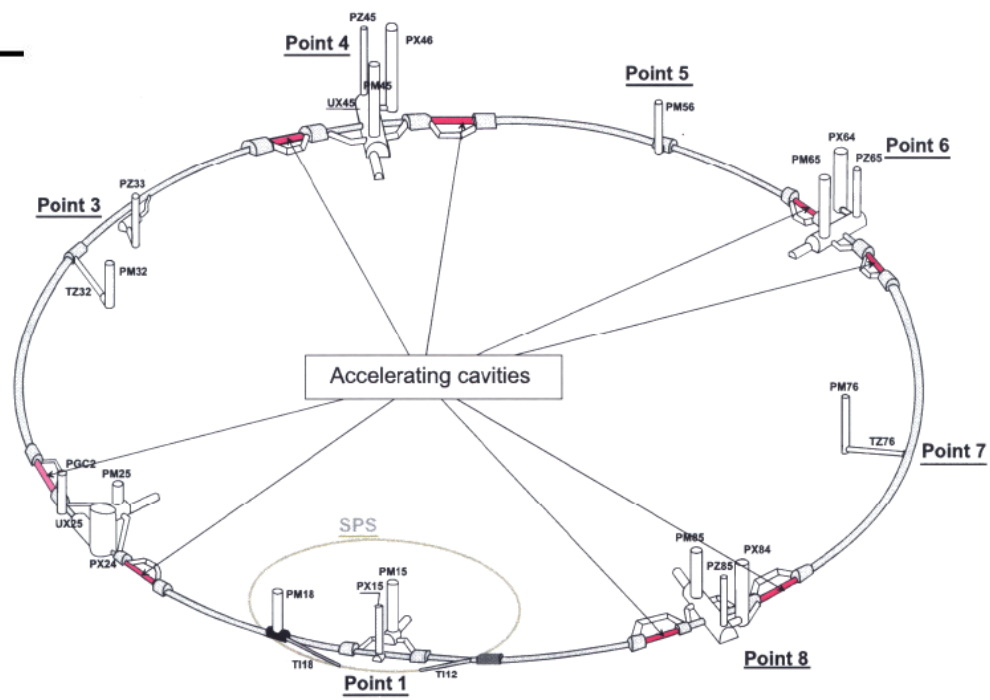 PZ45
Point 4
PX46
PM45
UX45
Point 5
PM56
PX64
Point 6
PM65
PZ65
PZ33
Point 3
PM32
TZ32
Accelerating cavities
PM76
TZ76
Point 7
PGC2
PM25
UX25
PX24
SPS
PM85
PX84
PZ85
PM15
PX15
PM18
TI18
TI12
Point 1
Point 8